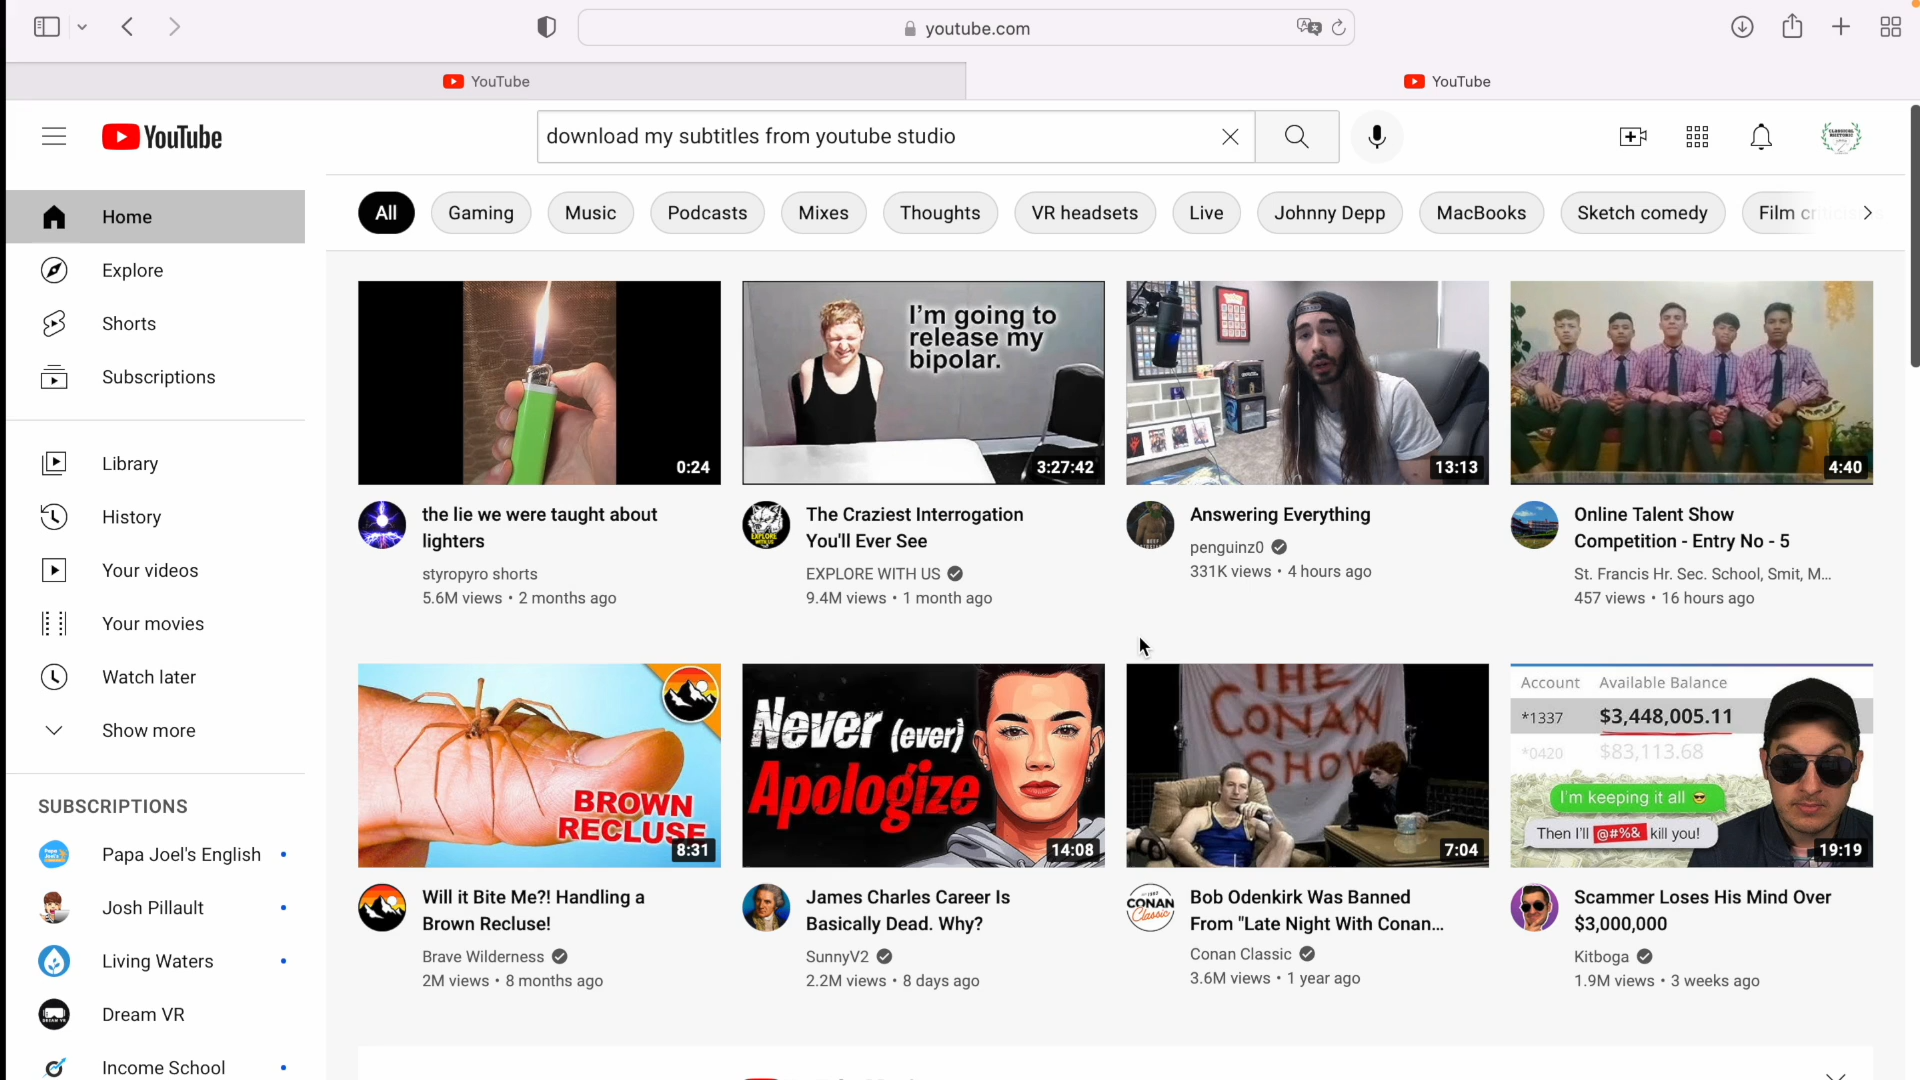 youtube.com
YouTube
YouTube
YouTube
download my subtitles from youtube studio
All
Gaming
Music
Podcasts
Mixes
Thoughts
VR headsets
Live
Johnny Depp
MacBooks
Sketch comedy
Film
Home
Explore
Shorts
Subscriptions
Library
History
Your videos
Your movies
Watch later
Show more
SUBSCRIPTIONS
Papa Joel's English
Josh Pillault
Living Waters
Dream VR
Income School
0:24
the lie we were taught about
lighters
styropyro shorts
5.6M views • 2 months ago
I'm going to
release my
bipolar.
3:27:42
The Craziest Interrogation
You'll Ever See
EXPLORE WITH US
9.4M views • 1 month ago
13:13
Answering Everything
penguinz0
331K views • 4 hours ago
4:40
Online Talent Show
Competition - Entry No - 5
St. Francis Hr. Sec. School, Smit, M...
457 views • 16 hours ago
BROWN
RECLUSE
8:31
Will it Bite Me?! Handling a
Brown Recluse!
Brave Wilderness
2M views • 8 months ago
Never (ever)
Apologize
14:08
James Charles Career Is
Basically Dead. Why?
SunnyV2
2.2M views • 8 days ago
THE
CONAN
SHOW
7:04
CONAN
Classic
Bob Odenkirk Was Banned
From "Late Night With Conan...
Conan Classic
3.6M views • 1 year ago
Account Available Balance
*1337 $3,448,005.11
*0420 $83,113.68
I'm keeping it all
Then I'll @#%& kill you!
19:19
Scammer Loses His Mind Over
$3,000,000
Kitboga
1.9M views • 3 weeks ago